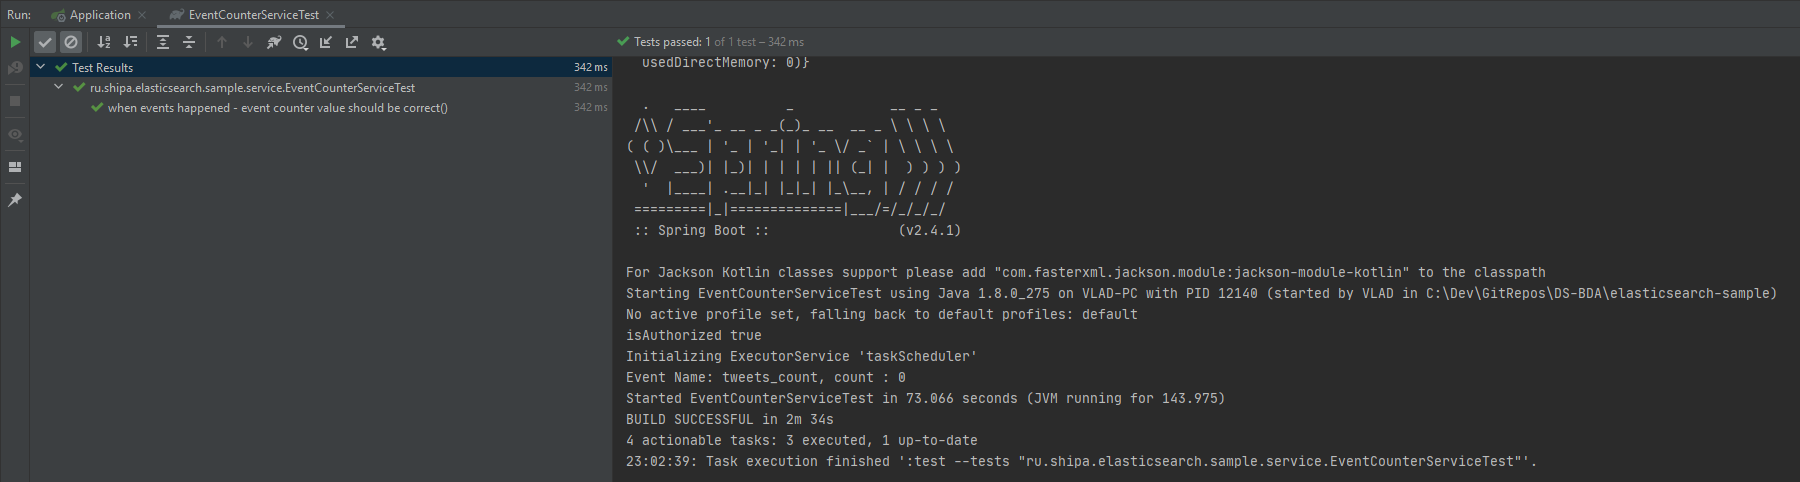 Run: Application EventCounterServiceTest
Tests passed: 1 of 1 test – 342 ms
Test Results 342 ms
ru.shipa.elasticsearch.sample.service.EventCounterServiceTest 342 ms
when events happened - event counter value should be correct() 342 ms
usedDirectMemory: 0)}
  .   ____          _            __ _ _
 /\\ / ___'_ __ _ _(_)_ __  __ _ \ \ \ \
( ( )\___ | '_ | '_| | '_ \/ _` | \ \ \ \
 \\/  ___)| |_)| | | | | || (_| |  ) ) ) )
  '  |____| .__|_| |_|_| |_\__, | / / / /
 =========|_|==============|___/=/_/_/_/
 :: Spring Boot ::                (v2.4.1)
For Jackson Kotlin classes support please add "com.fasterxml.jackson.module:jackson-module-kotlin" to the classpath
Starting EventCounterServiceTest using Java 1.8.0_275 on VLAD-PC with PID 12140 (started by VLAD in C:\Dev\GitRepos\DS-BDA\elasticsearch-sample)
No active profile set, falling back to default profiles: default
isAuthorized true
Initializing ExecutorService 'taskScheduler'
Event Name: tweets_count, count : 0
Started EventCounterServiceTest in 73.066 seconds (JVM running for 143.975)
BUILD SUCCESSFUL in 2m 34s
4 actionable tasks: 3 executed, 1 up-to-date
23:02:39: Task execution finished ':test --tests "ru.shipa.elasticsearch.sample.service.EventCounterServiceTest"'.